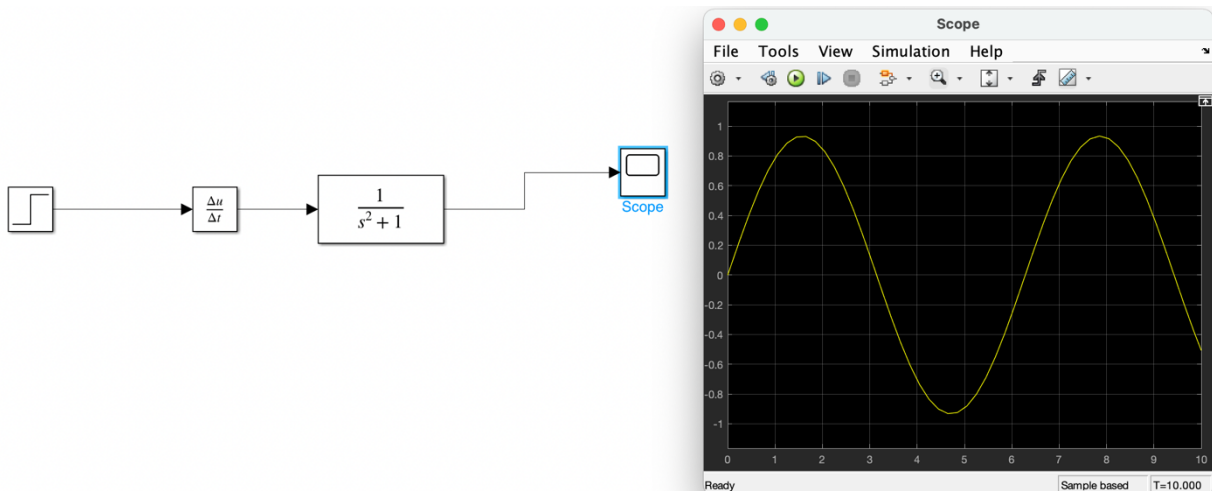 Scope
File Tools View Simulation Help
Δu
Δt
1
s² + 1
Scope
1
0.8
0.6
0.4
0.2
0
-0.2
-0.4
-0.6
-0.8
-1
0 1 2 3 4 5 6 7 8 9 10
Ready Sample based T=10.000